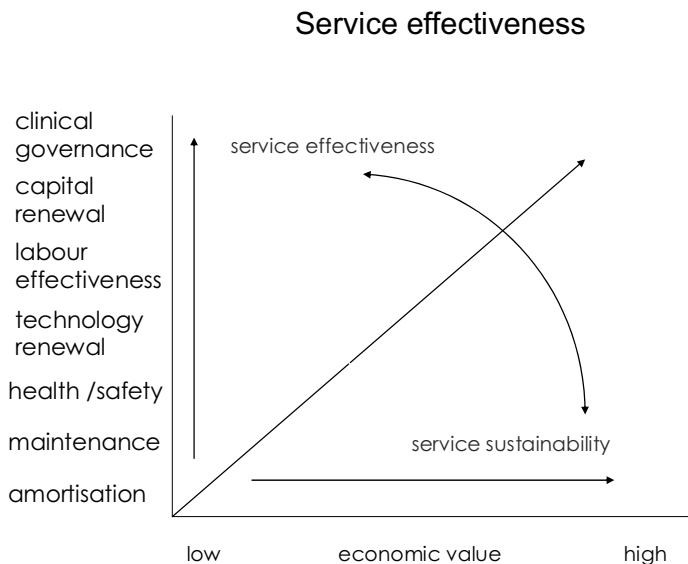 Service effectiveness
clinical
governance
service effectiveness
capital
renewal
labour
effectiveness
technology
renewal
health /safety
maintenance
service sustainability
amortisation
low
economic value
high